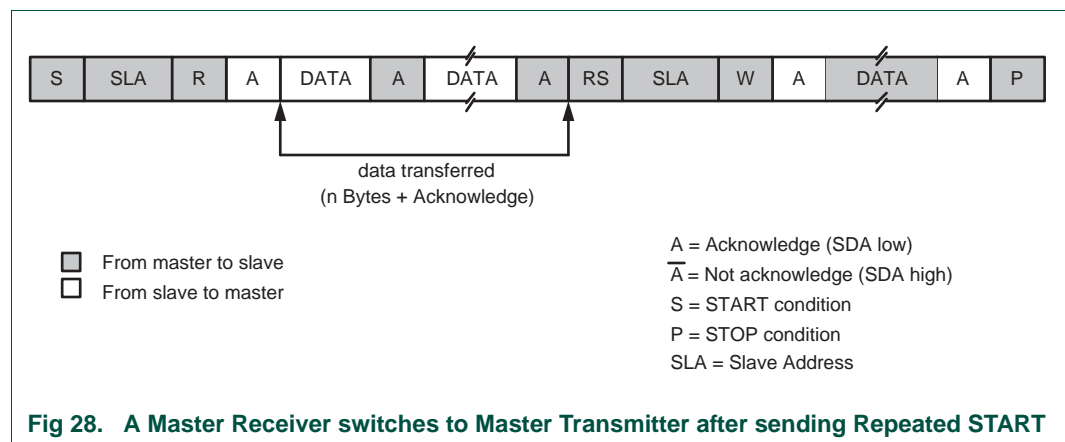 S SLA R A DATA A DATA A RS SLA W A DATA A P
data transferred
(n Bytes + Acknowledge)
From master to slave
From slave to master
A = Acknowledge (SDA low)
A̅ = Not acknowledge (SDA high)
S = START condition
P = STOP condition
SLA = Slave Address
Fig 28. A Master Receiver switches to Master Transmitter after sending Repeated START